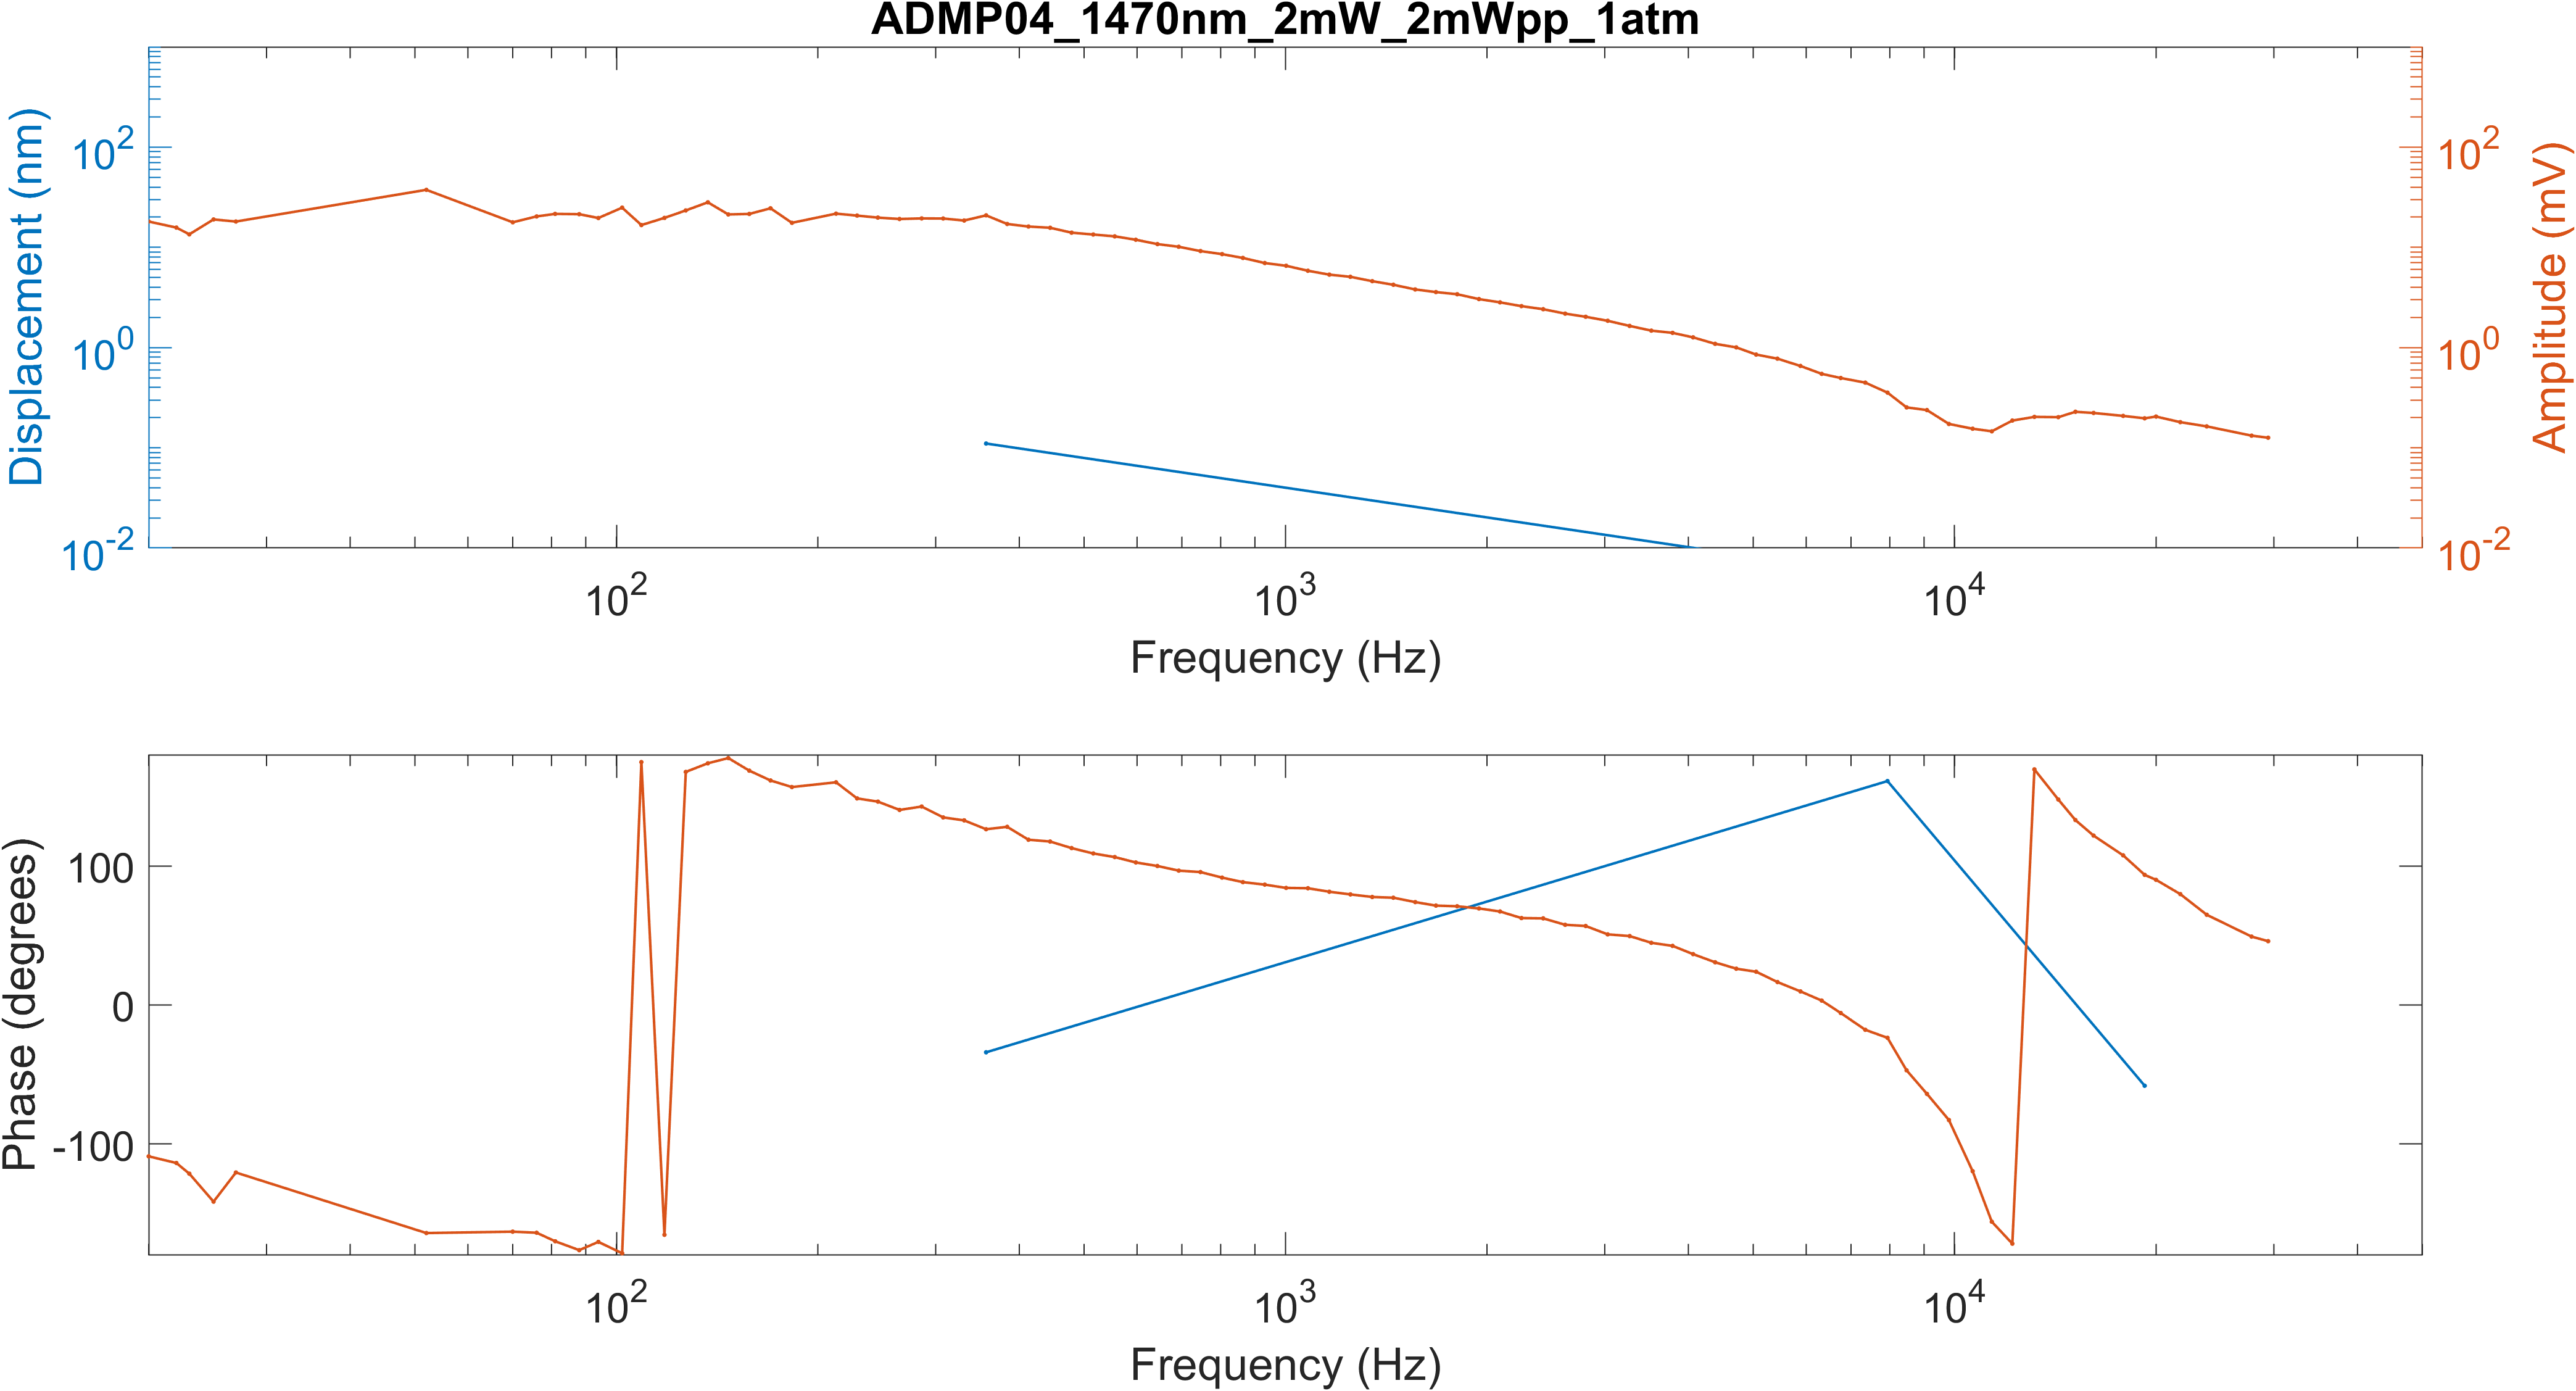 ADMP04_1470nm_2mW_2mWpp_1atm
Displacement (nm)
10^2
10^0
10^-2
10^2
10^0
10^-2
Amplitude (mV)
10^2
10^3
10^4
Frequency (Hz)
Phase (degrees)
100
0
-100
10^2
10^3
10^4
Frequency (Hz)